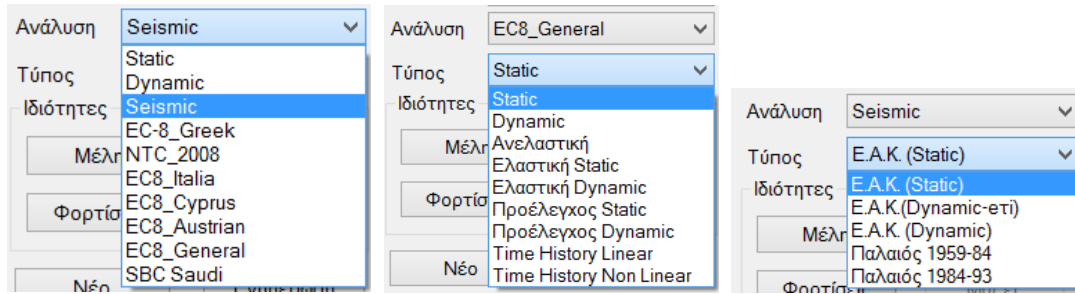 Ανάλυση Seismic
Static
Τύπος
Dynamic
Ιδιότητες Seismic
EC-8_Greek
Μέλη
NTC_2008
EC8_Italia
Φορτίσ
EC8_Cyprus
EC8_Austrian
EC8_General
Νέο
SBC Saudi
Ανάλυση EC8_General
Τύπος Static
Ιδιότητες Static
Dynamic
Μέλη
Ανελαστική
Ελαστική Static
Φορτίσ
Ελαστική Dynamic
Προέλεγχος Static
Προέλεγχος Dynamic
Νέο
Time History Linear
Time History Non Linear
Ανάλυση Seismic
Τύπος Ε.Α.Κ. (Static)
Ιδιότητες Ε.Α.Κ. (Static)
Ε.Α.Κ.(Dynamic-ετί)
Μέλη
Ε.Α.Κ. (Dynamic)
Παλαιός 1959-84
Παλαιός 1984-93